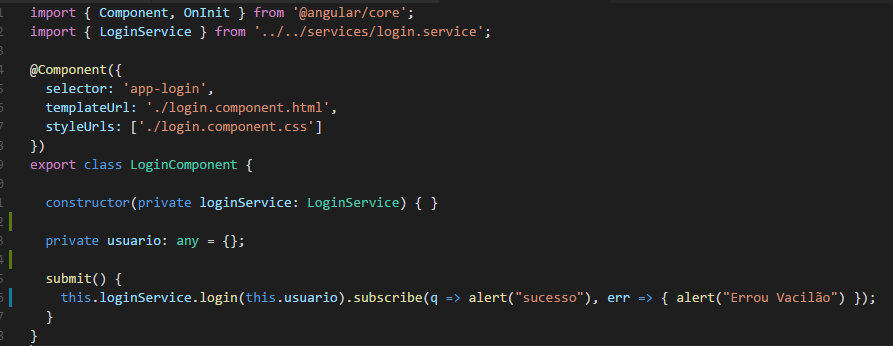 import { Component, OnInit } from '@angular/core';
import { LoginService } from '../../services/login.service';
@Component({
selector: 'app-login',
templateUrl: './login.component.html',
styleUrls: ['./login.component.css']
})
export class LoginComponent {
constructor(private loginService: LoginService) { }
private usuario: any = {};
submit() {
this.loginService.login(this.usuario).subscribe(q => alert("sucesso"), err => { alert("Errou Vacilão") });
}
}